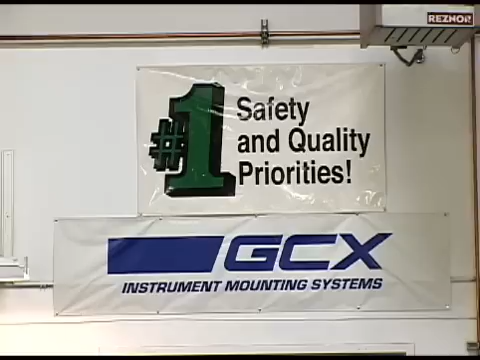 REZNOR
#1
Safety
and Quality
Priorities!
GCX
INSTRUMENT MOUNTING SYSTEMS